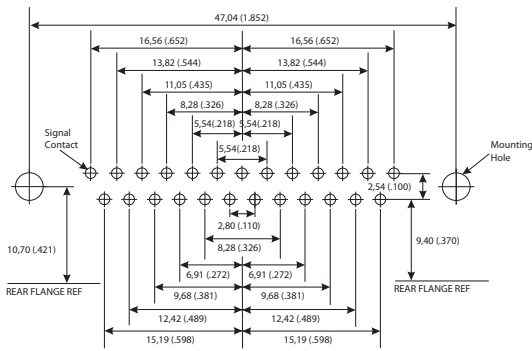 47,04 (1.852)
16,56 (.652) 16,56 (.652)
13,82 (.544) 13,82 (.544)
11,05 (.435) 11,05 (.435)
8,28 (.326) 8,28 (.326)
5,54(.218) 5,54(.218)
5,54(.218)
Signal
Contact
Mounting
Hole
2,54 (.100)
2,80 (.110)
8,28 (.326)
10,70 (.421)
9,40 (.370)
6,91 (.272) 6,91 (.272)
REAR FLANGE REF REAR FLANGE REF
9,68 (.381) 9,68 (.381)
12,42 (.489) 12,42 (.489)
15,19 (.598) 15,19 (.598)